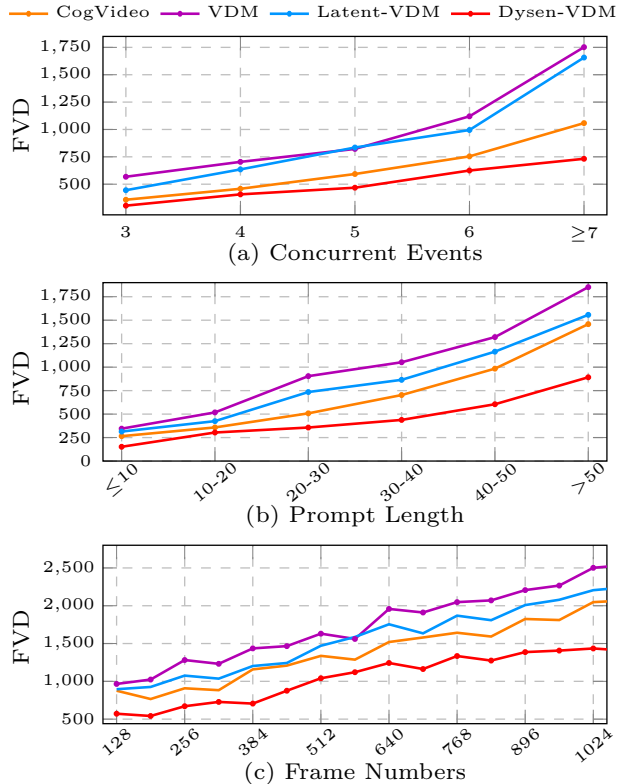 CogVideo VDM Latent-VDM Dysen-VDM
1,750
1,500
1,250
1,000
750
500
FVD
3 4 5 6 ≥7
(a) Concurrent Events
1,750
1,500
1,250
1,000
750
500
250
0
FVD
≤10 10-20 20-30 30-40 40-50 >50
(b) Prompt Length
2,500
2,000
1,500
1,000
500
FVD
128 256 384 512 640 768 896 1024
(c) Frame Numbers